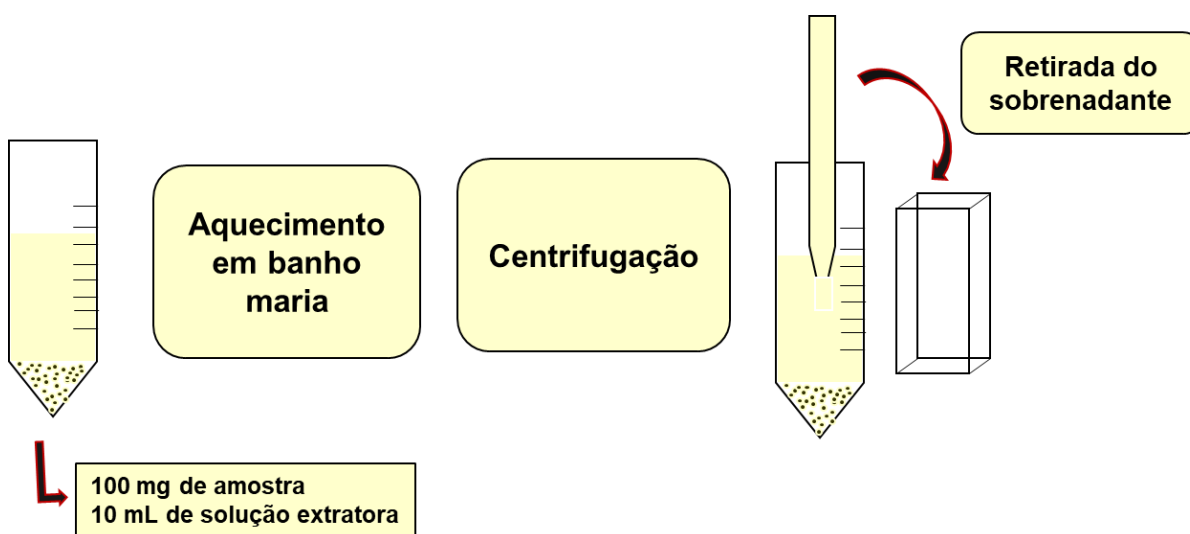 Aquecimento
em banho
maria
Centrifugação
Retirada do
sobrenadante
100 mg de amostra
10 mL de solução extratora